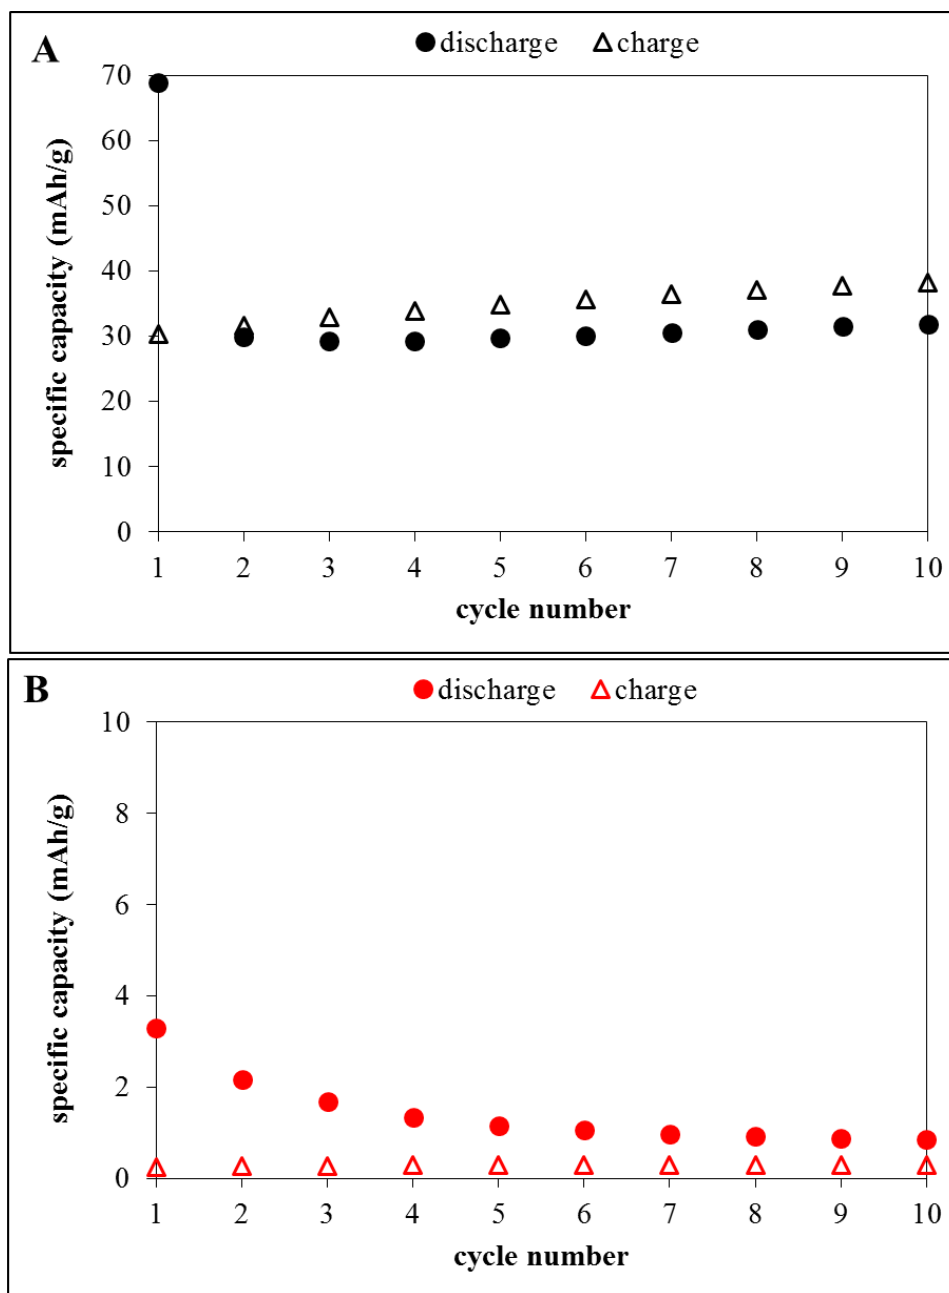 A
discharge charge
70
60
50
40
30
20
10
0
specific capacity (mAh/g)
1 2 3 4 5 6 7 8 9 10
cycle number
B
discharge charge
10
8
6
4
2
0
specific capacity (mAh/g)
1 2 3 4 5 6 7 8 9 10
cycle number